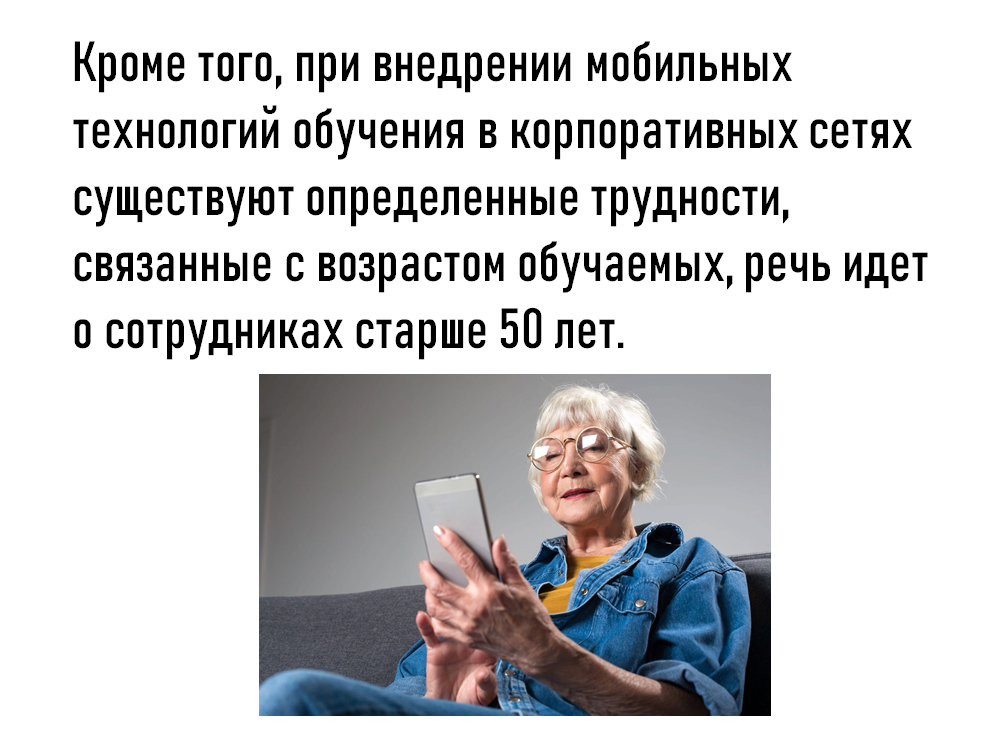 Кроме того, при внедрении мобильных
технологий обучения в корпоративных сетях
существуют определенные трудности,
связанные с возрастом обучаемых, речь идет
о сотрудниках старше 50 лет.